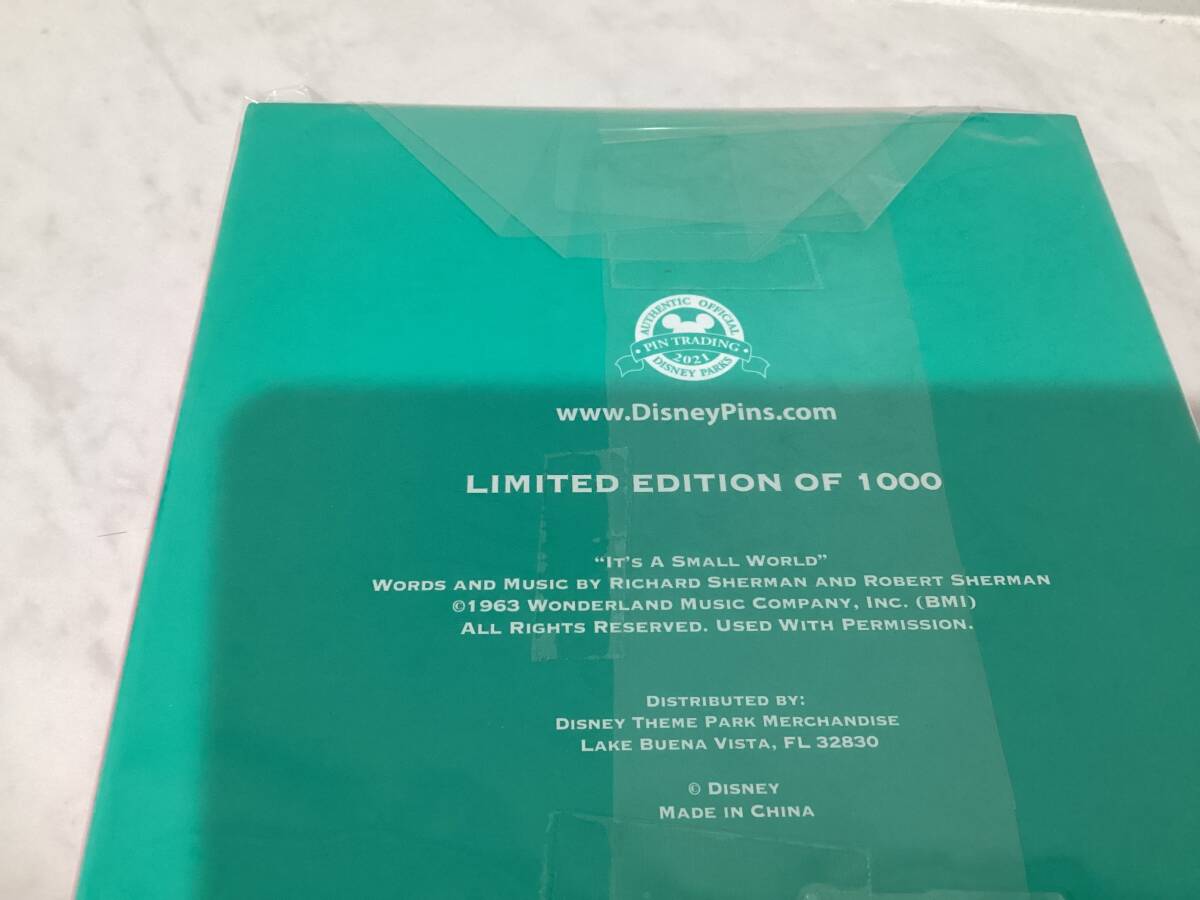 AUTHENTIC OFFICIAL
• PIN TRADING •
2021
DISNEY PARKS
www.DisneyPins.com
LIMITED EDITION OF 1000
“IT'S A SMALL WORLD”
WORDS AND MUSIC BY RICHARD SHERMAN AND ROBERT SHERMAN
©1963 WONDERLAND MUSIC COMPANY, INC. (BMI)
ALL RIGHTS RESERVED. USED WITH PERMISSION.
DISTRIBUTED BY:
DISNEY THEME PARK MERCHANDISE
LAKE BUENA VISTA, FL 32830
© DISNEY
MADE IN CHINA